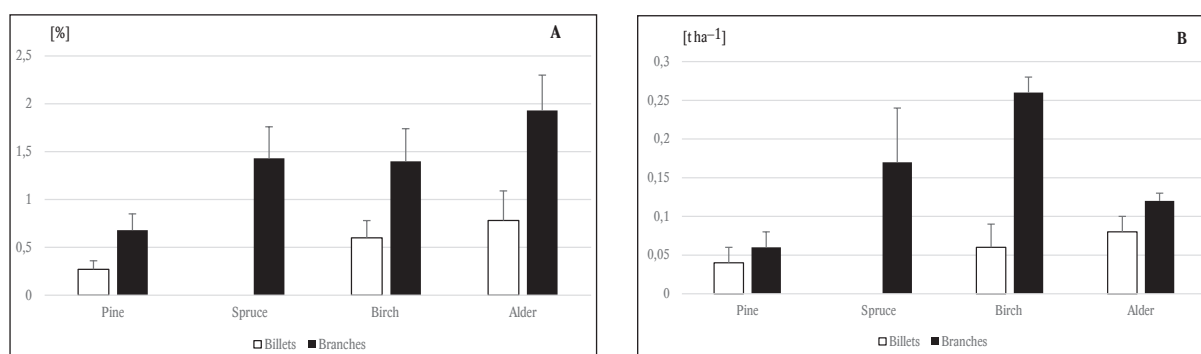 [%] A
2,5
2
1,5
1
0,5
0
Pine Spruce Birch Alder
Billets Branches
[t ha–1] B
0,3
0,25
0,2
0,15
0,1
0,05
0
Pine Spruce Birch Alder
Billets Branches